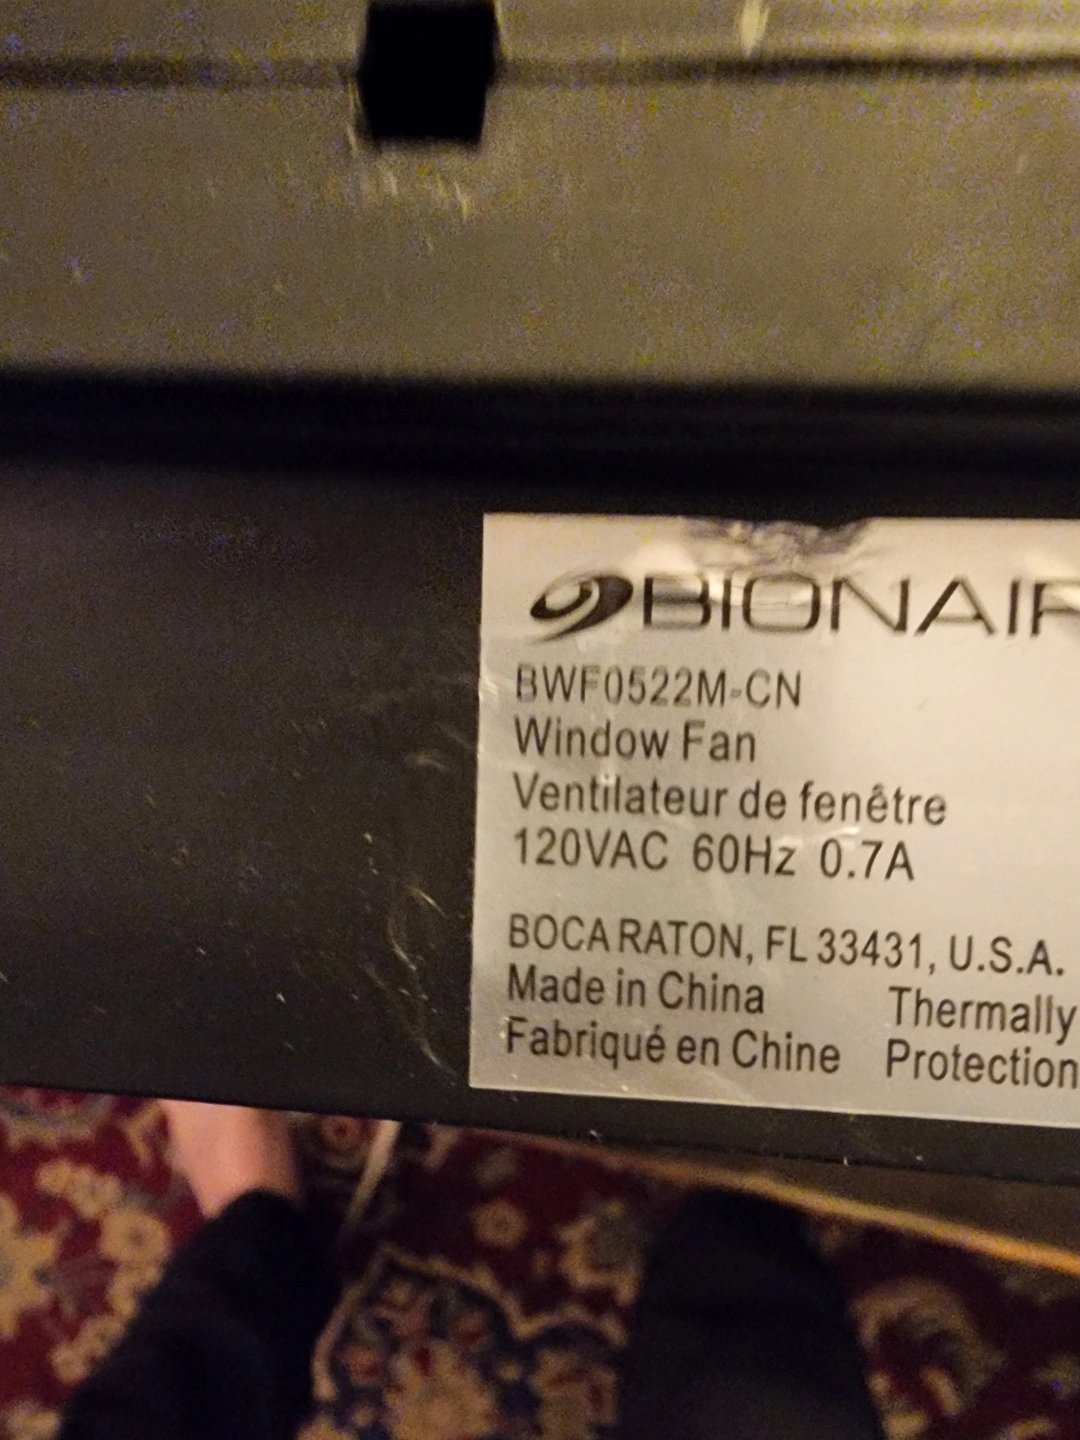 BIONAIR
BWF0522M-CN
Window Fan
Ventilateur de fenêtre
120VAC 60Hz 0.7A
BOCA RATON, FL 33431, U.S.A.
Made in China Thermally
Fabriqué en Chine Protection